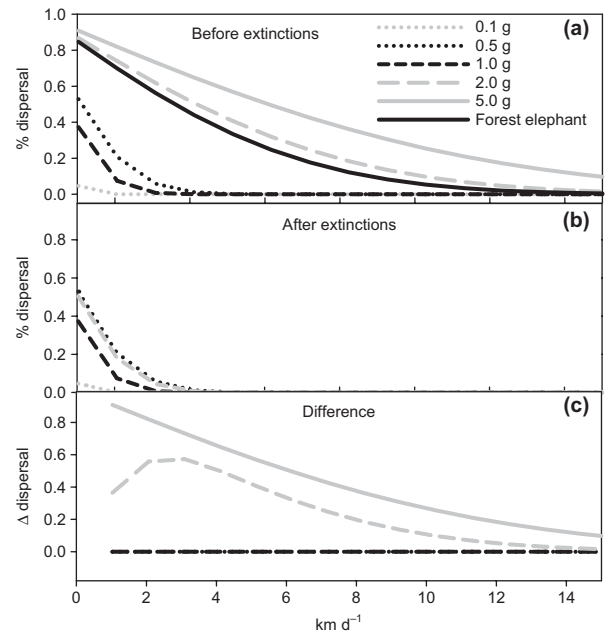 1.0
0.8
0.6
0.4
0.2
0.0
% dispersal
Before extinctions
(a)
0.1 g
0.5 g
1.0 g
2.0 g
5.0 g
Forest elephant
0.8
0.6
0.4
0.2
0.0
% dispersal
After extinctions
(b)
0.8
0.6
0.4
0.2
0.0
Δ dispersal
Difference
(c)
0 2 4 6 8 10 12 14
km d⁻¹